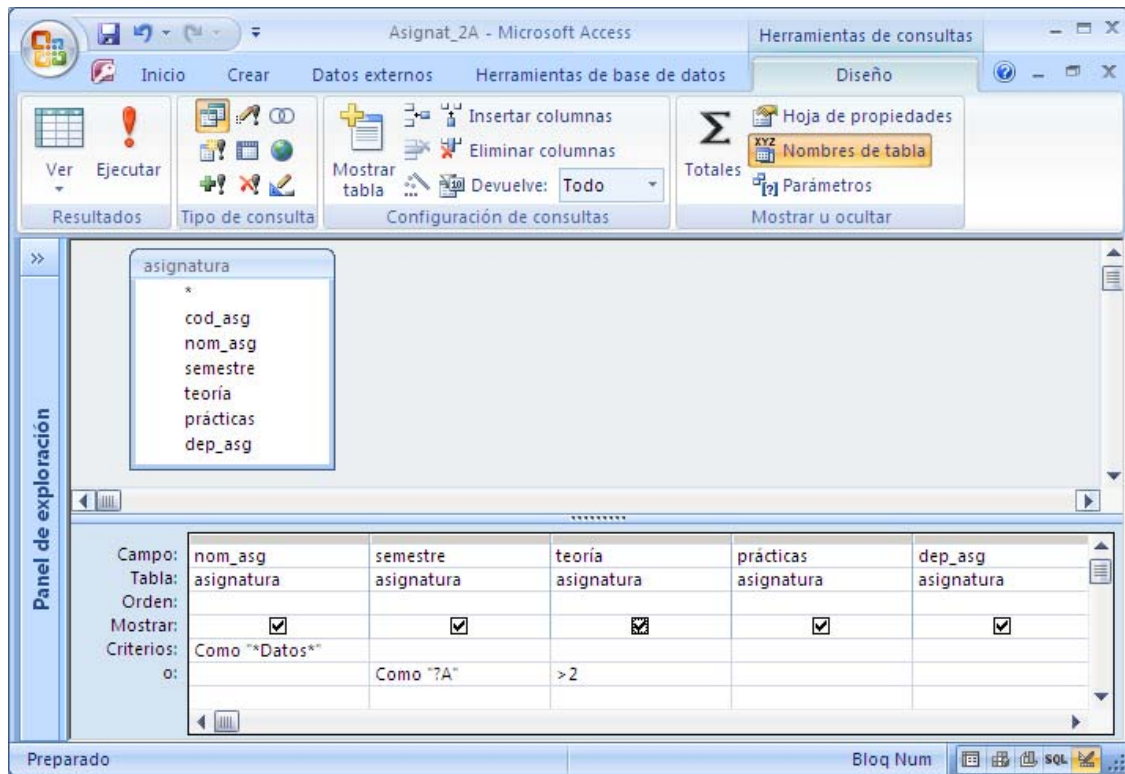 Asignat_2A - Microsoft Access
Herramientas de consultas
Inicio Crear Datos externos Herramientas de base de datos Diseño
Ver Ejecutar
Resultados
Tipo de consulta
Mostrar tabla
Insertar columnas
Eliminar columnas
Devuelve: Todo
Configuración de consultas
Totales
Hoja de propiedades
XYZ Nombres de tabla
[?] Parámetros
Mostrar u ocultar
»
Panel de exploración
asignatura
*
cod_asg
nom_asg
semestre
teoría
prácticas
dep_asg
Campo: nom_asg semestre teoría prácticas dep_asg
Tabla: asignatura asignatura asignatura asignatura asignatura
Orden:
Mostrar:
Criterios: Como "*Datos*"
o: Como "?A" >2
Preparado Bloq Num SQL